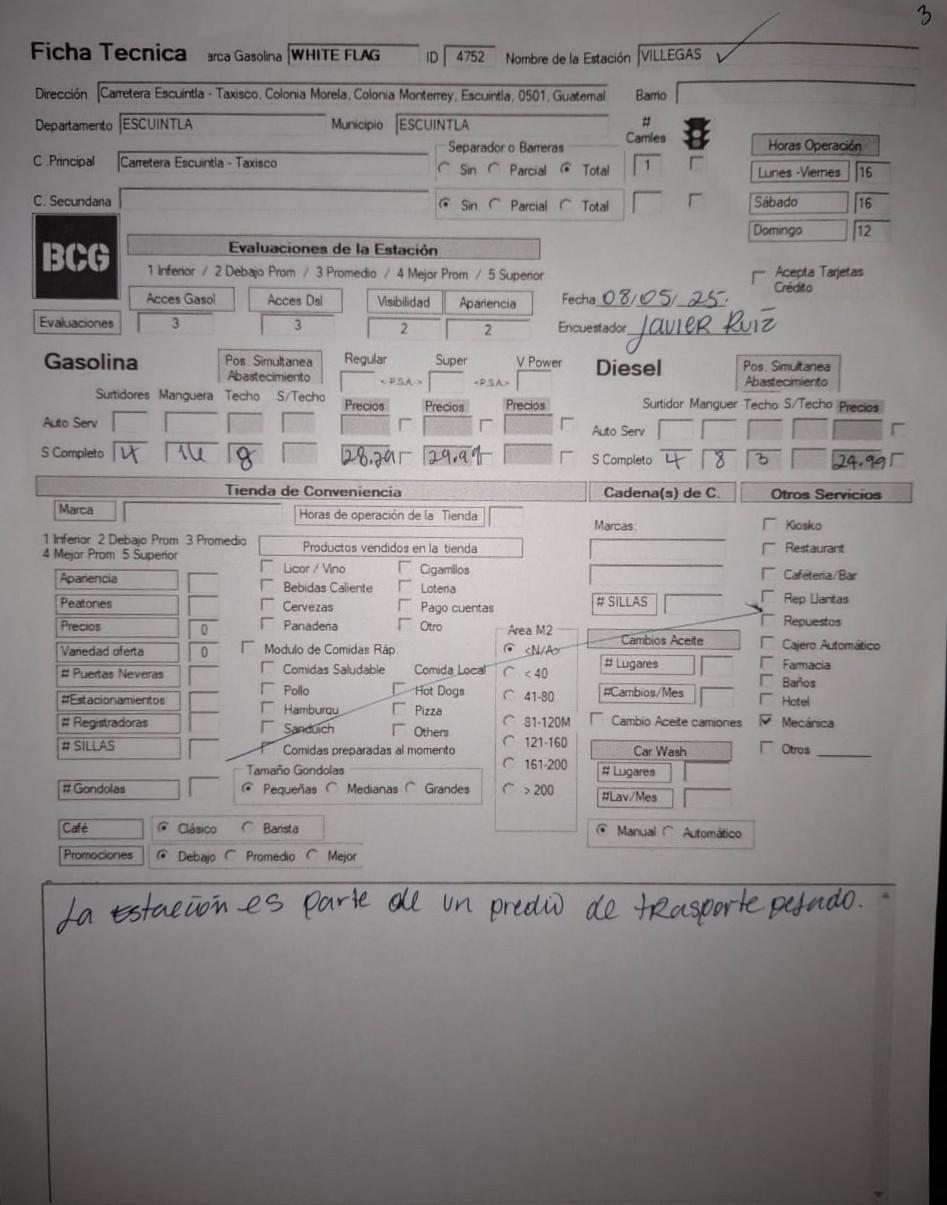 3
Ficha Tecnica arca Gasolina WHITE FLAG ID 4752 Nombre de la Estación VILLEGAS
Dirección Carretera Escuintla - Taxisco, Colonia Morela, Colonia Monterrey, Escuintla, 0501, Guatemal Barrio
Departamento ESCUINTLA Municipio ESCUINTLA # Carriles
C .Principal Carretera Escuintla - Taxisco Separador o Barreras Sin Parcial Total 1
C. Secundaria Sin Parcial Total
Horas Operación
Lunes -Viernes 16
Sábado 16
Domingo 12
BCG
Evaluaciones de la Estación
1 Inferior / 2 Debajo Prom / 3 Promedio / 4 Mejor Prom / 5 Superior
Acepta Tarjetas Crédito
Acces Gasol Acces Dsl Visibilidad Apariencia
Evaluaciones 3 3 2 2
Fecha 08/05/25.
Encuestador Javier Ruiz
Gasolina Pos. Simultanea Abastecimiento Regular Super V Power
< P.S.A > <P.S.A>
Surtidores Manguera Techo S/Techo Precios Precios Precios
Auto Serv
S Completo 4 16 8 28.29 29.99
Diesel Pos. Simultanea Abastecimiento
Surtidor Manguer Techo S/Techo Precios
Auto Serv
S Completo 4 8 3 24.99
Tienda de Conveniencia
Marca Horas de operación de la Tienda
1 Inferior 2 Debajo Prom 3 Promedio
4 Mejor Prom 5 Superior
Apariencia
Peatones
Precios 0
Variedad oferta 0
# Puertas Neveras
#Estacionamientos
# Registradoras
# SILLAS
# Gondolas
Productos vendidos en la tienda
Licor / Vino Cigarrillos
Bebidas Caliente Loteria
Cervezas Pago cuentas
Panaderia Otro
Modulo de Comidas Ráp.
Comidas Saludable Comida Local
Pollo Hot Dogs
Hamburgu Pizza
Sanduich Others
Comidas preparadas al momento
Tamaño Gondolas
Pequeñas Medianas Grandes
Area M2
<N/A>
< 40
41-80
81-120M
121-160
161-200
> 200
Café Clásico Barista
Promociones Debajo Promedio Mejor
Cadena(s) de C.
Marcas:
# SILLAS
Cambios Aceite
# Lugares
#Cambios/Mes
Cambio Aceite camiones
Car Wash
# Lugares
#Lav/Mes
Manual Automático
Otros Servicios
Kiosko
Restaurant
Cafeteria/Bar
Rep Llantas
Repuestos
Cajero Automático
Farmacia
Baños
Hotel
Mecánica
Otros
La Estación es parte de un predio de trasporte pesado.